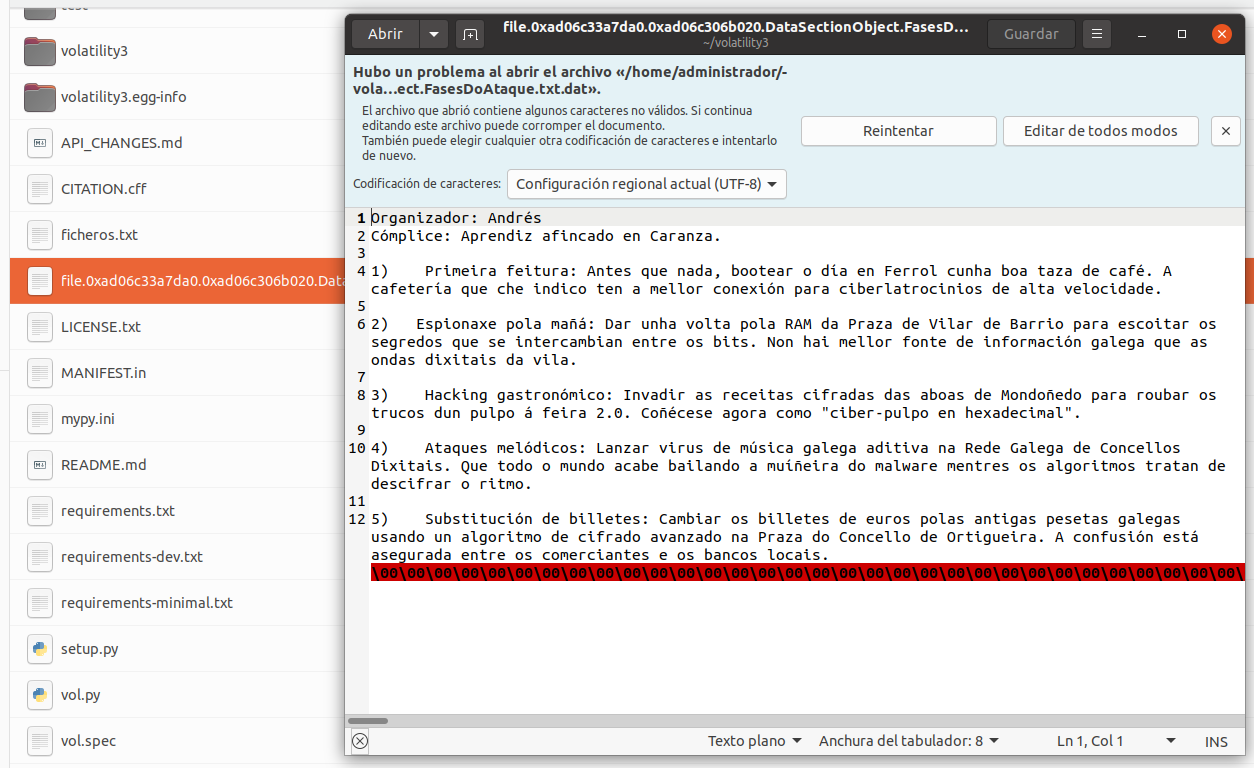 test
volatility3
volatility3.egg-info
API_CHANGES.md
CITATION.cff
ficheros.txt
file.0xad06c33a7da0.0xad06c306b020.Data
LICENSE.txt
MANIFEST.in
mypy.ini
README.md
requirements.txt
requirements-dev.txt
requirements-minimal.txt
setup.py
vol.py
vol.spec
Abrir
file.0xad06c33a7da0.0xad06c306b020.DataSectionObject.FasesD...
~/volatility3
Guardar
Hubo un problema al abrir el archivo «/home/administrador/-
vola...ect.FasesDoAtaque.txt.dat».
El archivo que abrió contiene algunos caracteres no válidos. Si continua
editando este archivo puede corromper el documento.
También puede elegir cualquier otra codificación de caracteres e intentarlo
de nuevo.
Reintentar
Editar de todos modos
Codificación de caracteres:
Configuración regional actual (UTF-8)
1 Organizador: Andrés
2 Cómplice: Aprendiz afincado en Caranza.
3
4 1) Primeira feitura: Antes que nada, bootear o día en Ferrol cunha boa taza de café. A
cafetería que che indico ten a mellor conexión para ciberlatrocinios de alta velocidade.
5
6 2) Espionaxe pola mañá: Dar unha volta pola RAM da Praza de Vilar de Barrio para escoitar os
segredos que se intercambian entre os bits. Non hai mellor fonte de información galega que as
ondas dixitais da vila.
7
8 3) Hacking gastronómico: Invadir as receitas cifradas das aboas de Mondoñedo para roubar os
trucos dun pulpo á feira 2.0. Coñécese agora como "ciber-pulpo en hexadecimal".
9
10 4) Ataques melódicos: Lanzar virus de música galega aditiva na Rede Galega de Concellos
Dixitais. Que todo o mundo acabe bailando a muíñeira do malware mentres os algoritmos tratan de
descifrar o ritmo.
11
12 5) Substitución de billetes: Cambiar os billetes de euros polas antigas pesetas galegas
usando un algoritmo de cifrado avanzado na Praza do Concello de Ortigueira. A confusión está
asegurada entre os comerciantes e os bancos locais.
\00\00\00\00\00\00\00\00\00\00\00\00\00\00\00\00\00\00\00\00\00\00\00\00\00\00\00\00\00\00\00\00\
Texto plano
Anchura del tabulador: 8
Ln 1, Col 1
INS